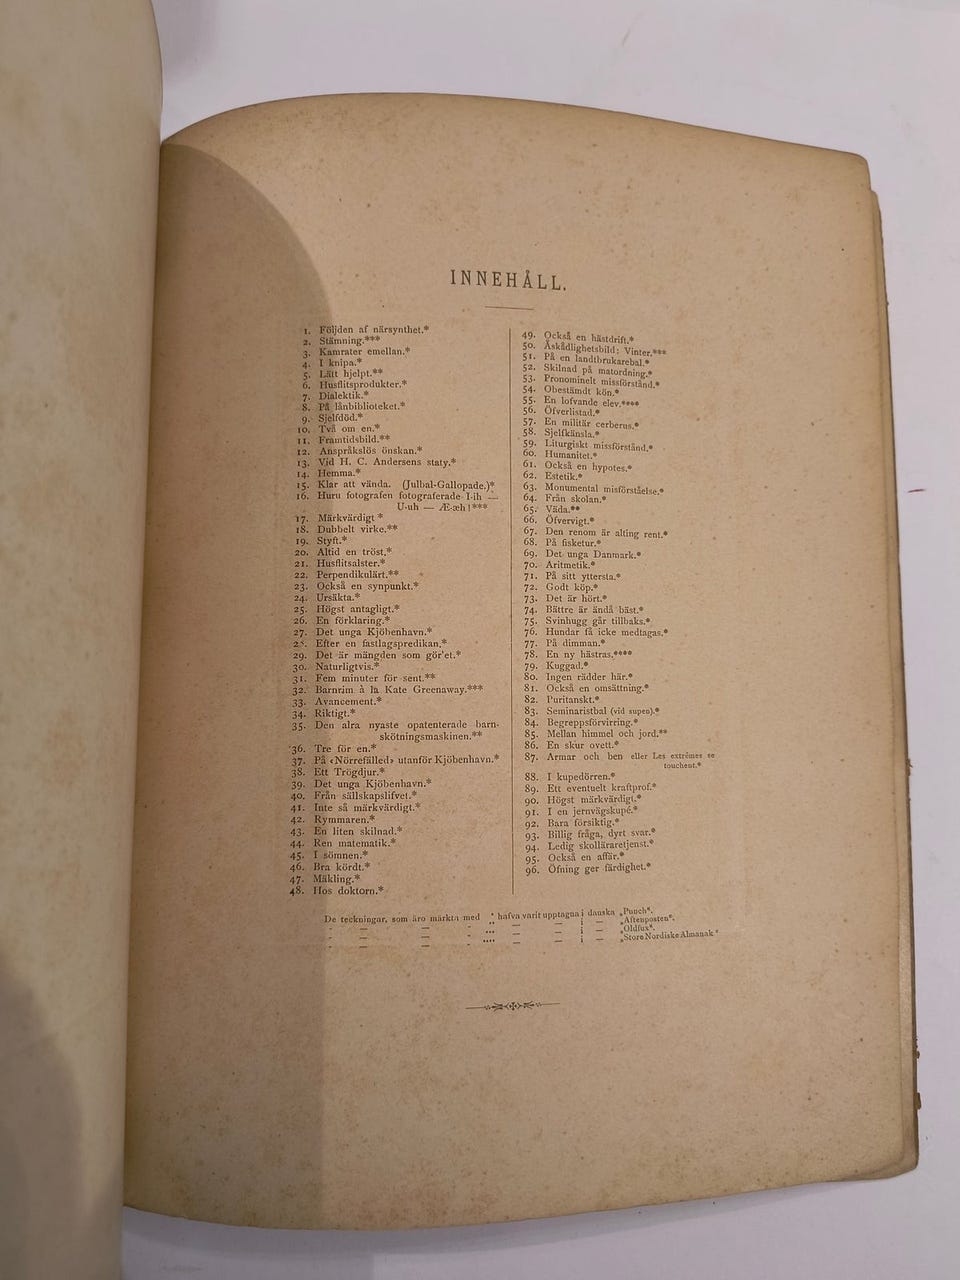 INNEHÅLL.
1. Följden af närsynthet.*
2. Stämning.***
3. Kamrater emellan.*
4. I knipa.*
5. Lätt hjelpt.**
6. Husflitsprodukter.*
7. Dialektik.*
8. På lånbiblioteket.*
9. Sjelfdöd.*
10. Två om en.*
11. Framtidsbild.**
12. Anspråkslös önskan.*
13. Vid H. C. Andersens staty.*
14. Hemma.*
15. Klar att vända. (Julbal-Gallopade.)*
16. Huru fotografen fotograferade I-ih —
U-uh — Æ-æh!***
17. Märkvärdigt *
18. Dubbelt virke.**
19. Styft.*
20. Altid en tröst.*
21. Husflitsalster.*
22. Perpendikulärt.**
23. Också en synpunkt.*
24. Ursäkta.*
25. Högst antagligt.*
26. En förklaring.*
27. Det unga Kjöbenhavn.*
28. Efter en fastlagspredikan.*
29. Det är mängden som gör'et.*
30. Naturligtvis.*
31. Fem minuter för sent.**
32. Barnrim à la Kate Greenaway.***
33. Avancement.*
34. Riktigt.*
35. Den alra nyaste opatenterade barn-
skötningsmaskinen.**
36. Tre för en.*
37. På «Nörrefälled» utanför Kjöbenhavn.*
38. Ett Trögdjur.*
39. Det unga Kjöbenhavn.*
40. Från sällskapslifvet.*
41. Inte så märkvärdigt.*
42. Rymmaren.*
43. En liten skilnad.*
44. Ren matematik.*
45. I sömnen.*
46. Bra kördt.*
47. Mäkling.*
48. Hos doktorn.*
49. Också en hästdrift.*
50. Åskådlighetsbild: Vinter.***
51. På en landtbrukarebal.*
52. Skilnad på matordning.*
53. Pronominelt missförstånd.*
54. Obestämdt kön.*
55. En lofvande elev.****
56. Öfverlistad.*
57. En militär cerberus.*
58. Sjelfkänsla.*
59. Liturgiskt missförstånd.*
60. Humanitet.*
61. Också en hypotes.*
62. Estetik.*
63. Monumental misförståelse.*
64. Från skolan.*
65. Väda.**
66. Öfvervigt.*
67. Den renom är alting rent.*
68. På fisketur.*
69. Det unga Danmark.*
70. Aritmetik.*
71. På sitt yttersta.*
72. Godt köp.*
73. Det är hört.*
74. Bättre är ändå bäst.*
75. Svinhugg går tillbaks.*
76. Hundar få icke medtagas.*
77. På dimman.*
78. En ny hästras.****
79. Kuggad.*
80. Ingen rädder här.*
81. Också en omsättning.*
82. Puritanskt.*
83. Seminaristbal (vid supen).*
84. Begreppsförvirring.*
85. Mellan himmel och jord.**
86. En skur ovett.*
87. Armar och ben eller Les extrêmes se
touchent.*
88. I kupedörren.*
89. Ett eventuelt kraftprof.*
90. Högst märkvärdigt.*
91. I en jernvägskupé.*
92. Bara försiktig.*
93. Billig fråga, dyrt svar.*
94. Ledig skolläraretjenst.*
95. Också en affär.*
96. Öfning ger färdighet.*
De teckningar, som äro märkta med * hafva varit upptagna i danska „Punch“.
- — — - ** — — i — „Aftenposten“.
- — — - *** — — i — „Oldfux“.
- — — - **** — — i — „Store Nordiske Almanak“